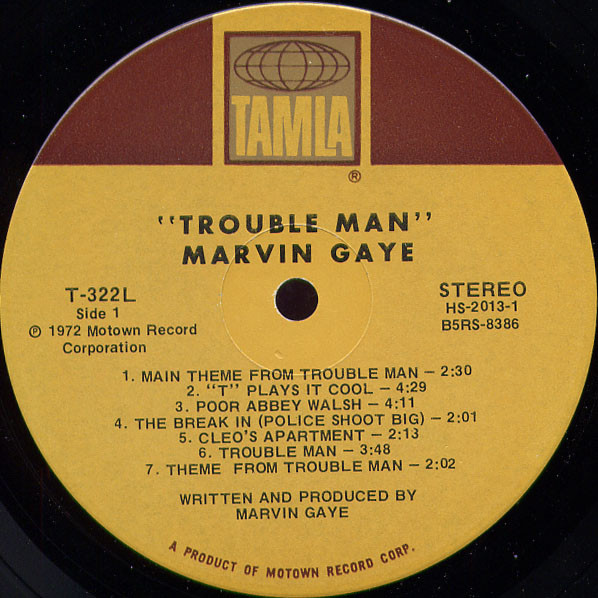 TAMLA
®
"TROUBLE MAN"
MARVIN GAYE
T-322L
Side 1
℗ 1972 Motown Record
Corporation
STEREO
HS-2013-1
B5RS-8386
1. MAIN THEME FROM TROUBLE MAN – 2:30
2. "T" PLAYS IT COOL – 4:29
3. POOR ABBEY WALSH – 4:11
4. THE BREAK IN (POLICE SHOOT BIG) – 2:01
5. CLEO'S APARTMENT – 2:13
6. TROUBLE MAN – 3:48
7. THEME FROM TROUBLE MAN – 2:02
WRITTEN AND PRODUCED BY
MARVIN GAYE
A PRODUCT OF MOTOWN RECORD CORP.